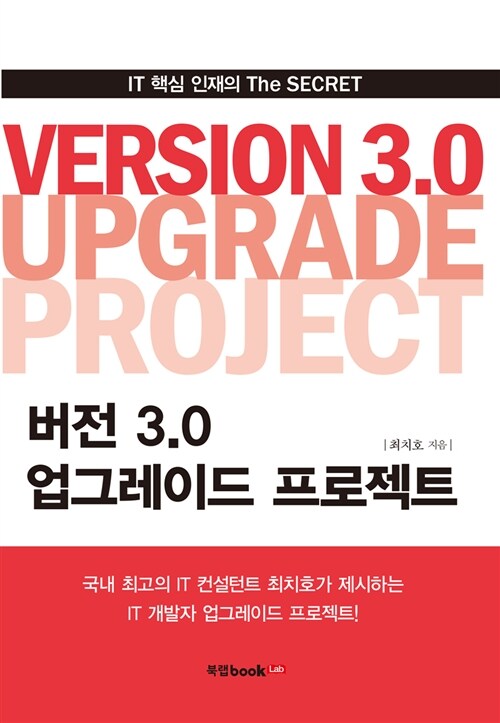 IT 핵심 인재의 The SECRET
VERSION 3.0
UPGRADE
PROJECT
버전 3.0
| 최치호 지음 |
업그레이드 프로젝트
국내 최고의 IT 컨설턴트 최치호가 제시하는
IT 개발자 업그레이드 프로젝트!
북랩book Lab